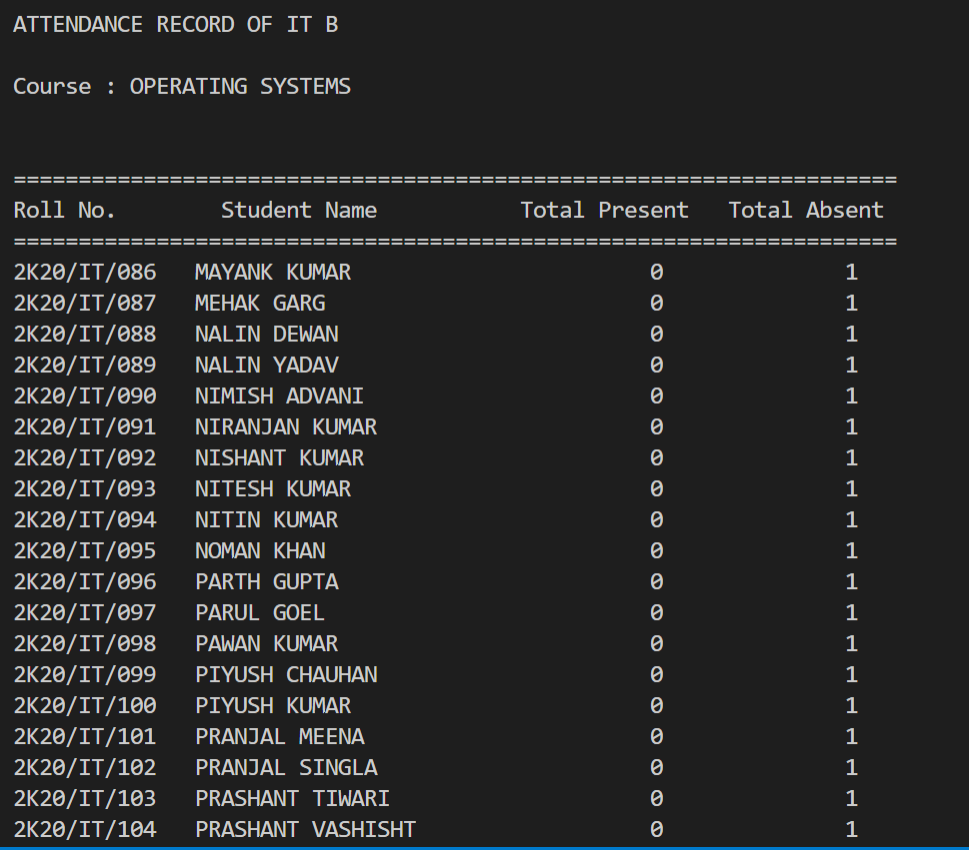 ATTENDANCE RECORD OF IT B
Course : OPERATING SYSTEMS
====================================================================
Roll No. Student Name Total Present Total Absent
====================================================================
2K20/IT/086 MAYANK KUMAR 0 1
2K20/IT/087 MEHAK GARG 0 1
2K20/IT/088 NALIN DEWAN 0 1
2K20/IT/089 NALIN YADAV 0 1
2K20/IT/090 NIMISH ADVANI 0 1
2K20/IT/091 NIRANJAN KUMAR 0 1
2K20/IT/092 NISHANT KUMAR 0 1
2K20/IT/093 NITESH KUMAR 0 1
2K20/IT/094 NITIN KUMAR 0 1
2K20/IT/095 NOMAN KHAN 0 1
2K20/IT/096 PARTH GUPTA 0 1
2K20/IT/097 PARUL GOEL 0 1
2K20/IT/098 PAWAN KUMAR 0 1
2K20/IT/099 PIYUSH CHAUHAN 0 1
2K20/IT/100 PIYUSH KUMAR 0 1
2K20/IT/101 PRANJAL MEENA 0 1
2K20/IT/102 PRANJAL SINGLA 0 1
2K20/IT/103 PRASHANT TIWARI 0 1
2K20/IT/104 PRASHANT VASHISHT 0 1